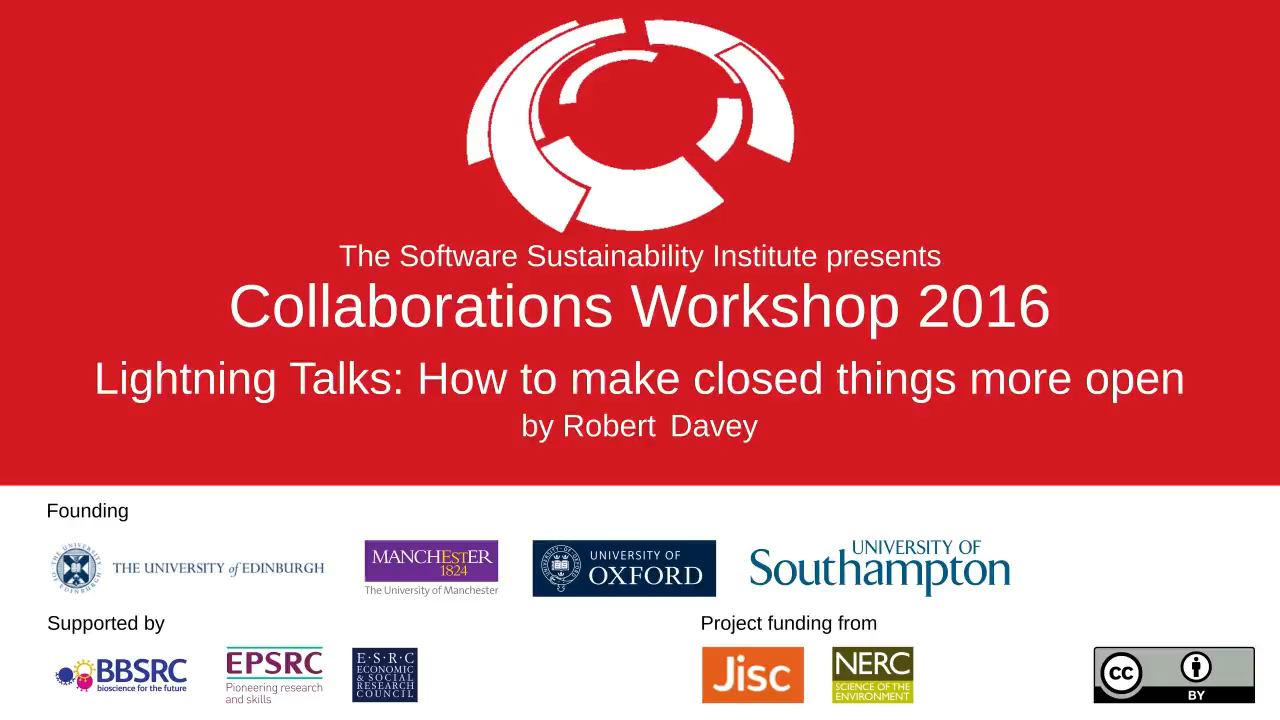 The Software Sustainability Institute presents
Collaborations Workshop 2016
Lightning Talks: How to make closed things more open
by Robert Davey
Founding
THE UNIVERSITY of EDINBURGH
MANCHESTER
1824
The University of Manchester
UNIVERSITY OF
OXFORD
UNIVERSITY OF
Southampton
Supported by
Project funding from
BBSRC
bioscience for the future
EPSRC
Pioneering research
and skills
E·S·R·C
ECONOMIC
& SOCIAL
RESEARCH
COUNCIL
Jisc
NERC
SCIENCE OF THE
ENVIRONMENT
cc
BY